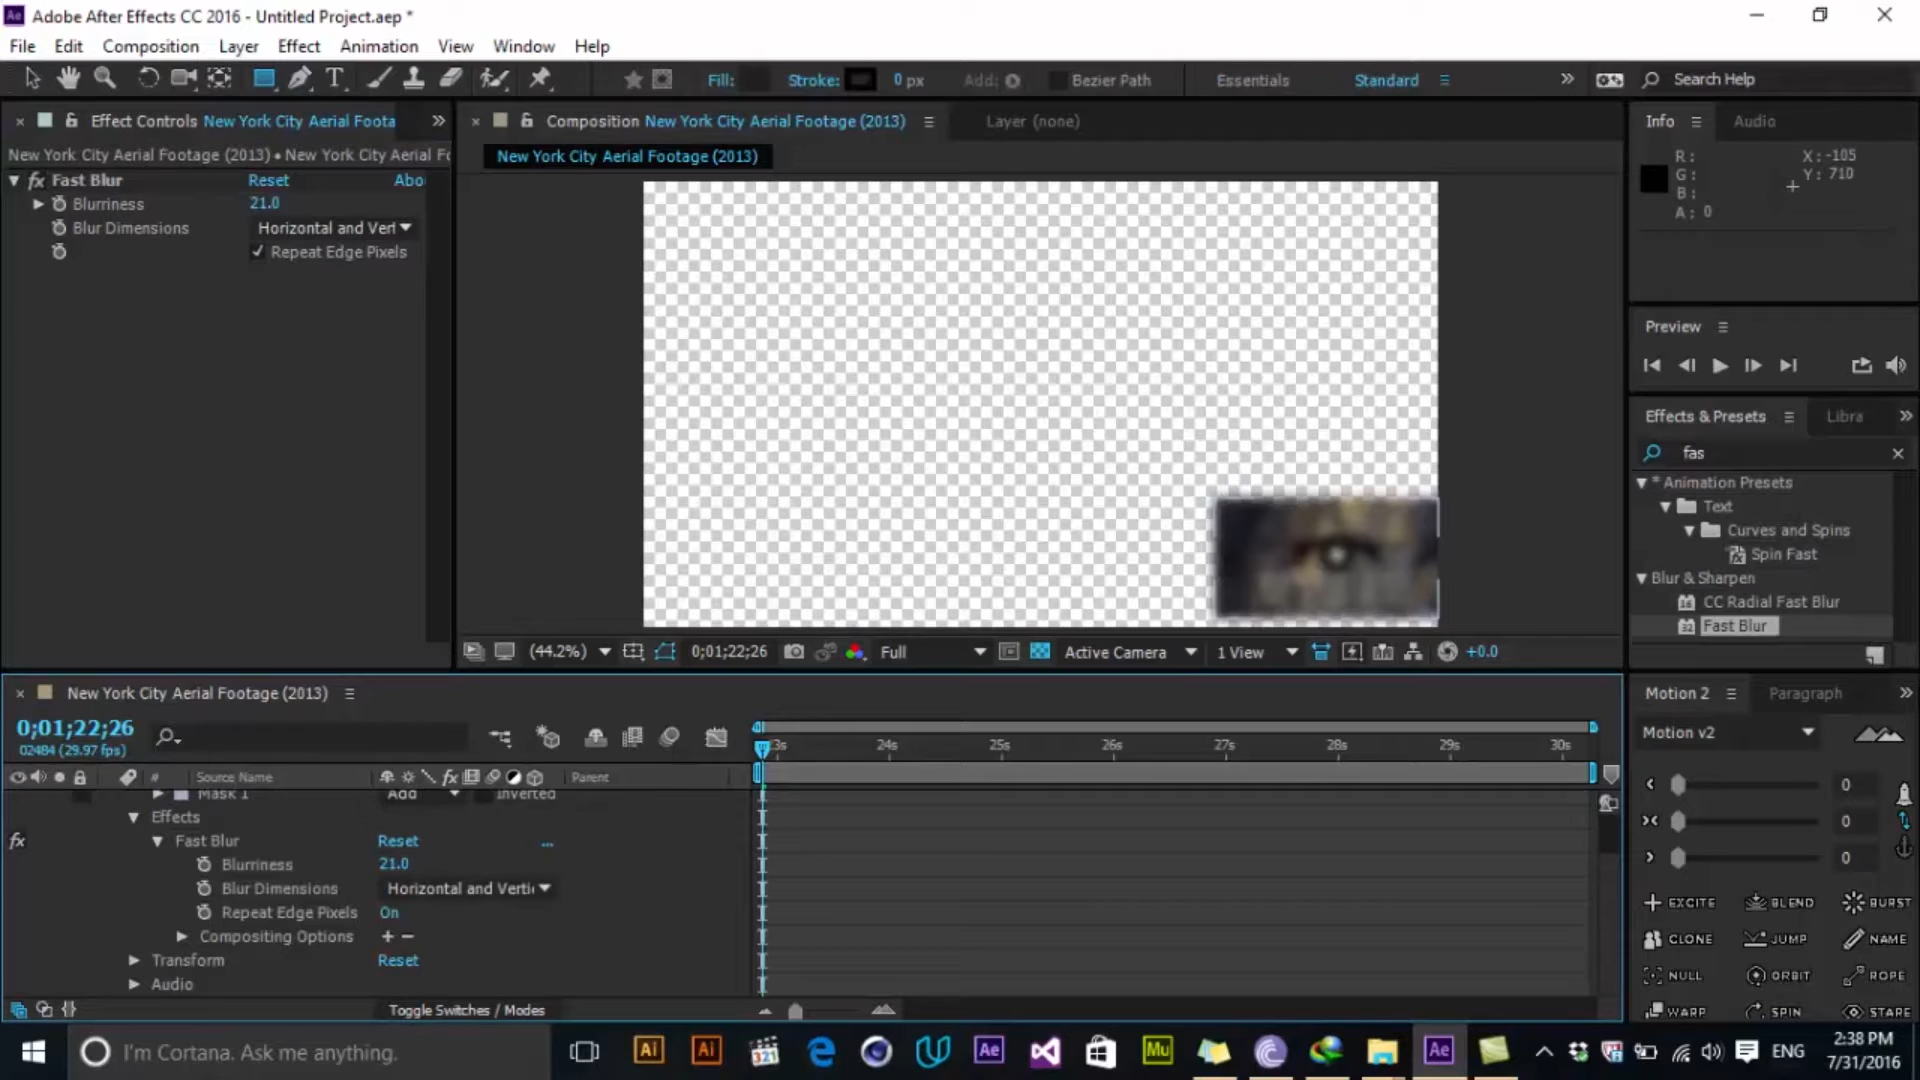 Adobe After Effects CC 2016 - Untitled Project.aep *
File Edit Composition Layer Effect Animation View Window Help
Fill: Stroke: 0 px Add: Bezier Path Essentials Standard Search Help
Effect Controls New York City Aerial Foota
New York City Aerial Footage (2013) • New York City Aerial Fo
fx Fast Blur Reset Abo
Blurriness 21.0
Blur Dimensions Horizontal and Vert
Repeat Edge Pixels
Composition New York City Aerial Footage (2013) Layer (none)
New York City Aerial Footage (2013)
(44.2%) 0;01;22;26 Full Active Camera 1 View +0.0
Info Audio
R: X: -105
G: Y: 710
B:
A: 0
Preview
Effects & Presets Libra
fas
* Animation Presets
Text
Curves and Spins
Spin Fast
Blur & Sharpen
CC Radial Fast Blur
Fast Blur
New York City Aerial Footage (2013)
0;01;22;26
02484 (29.97 fps)
# Source Name fx Parent
Mask 1 Add Inverted
Effects
fx Fast Blur Reset ...
Blurriness 21.0
Blur Dimensions Horizontal and Verti
Repeat Edge Pixels On
Compositing Options + −
Transform Reset
Audio
Toggle Switches / Modes
3s 24s 25s 26s 27s 28s 29s 30s
Motion 2 Paragraph
Motion v2
0
0
0
EXCITE BLEND BURST
CLONE JUMP NAME
NULL ORBIT ROPE
WARP SPIN STARE
I'm Cortana. Ask me anything.
Ai Ai 321 Ae Mu Ae
ENG
2:38 PM
7/31/2016